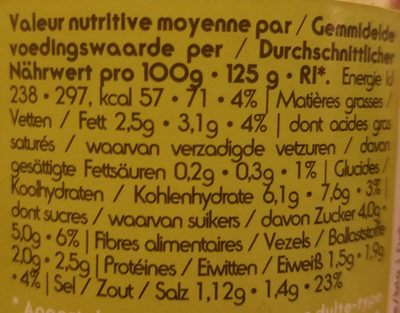 Valeur nutritive moyenne par / Gemiddelde
voedingswaarde per / Durchschnittlicher
Nährwert pro 100g • 125 g • RI*. Energie kJ
238 • 297, kcal 57 • 71 • 4% | Matières grasses /
Vetten / Fett 2,5g • 3,1g • 4% | dont acides gras
saturés / waarvan verzadigde vetzuren / davon
gesättigte Fettsäuren 0,2g • 0,3g • 1% | Glucides /
Koolhydraten / Kohlenhydrate 6,1g • 7,6g • 3% |
dont sucres / waarvan suikers / davon Zucker 4,0g •
5,0g • 6% | Fibres alimentaires / Vezels / Ballaststoffe
2,0g • 2,5g | Protéines / Eiwitten / Eiweiß 1,5g • 1,9g
• 4% | Sel / Zout / Salz 1,12g • 1,4g • 23%